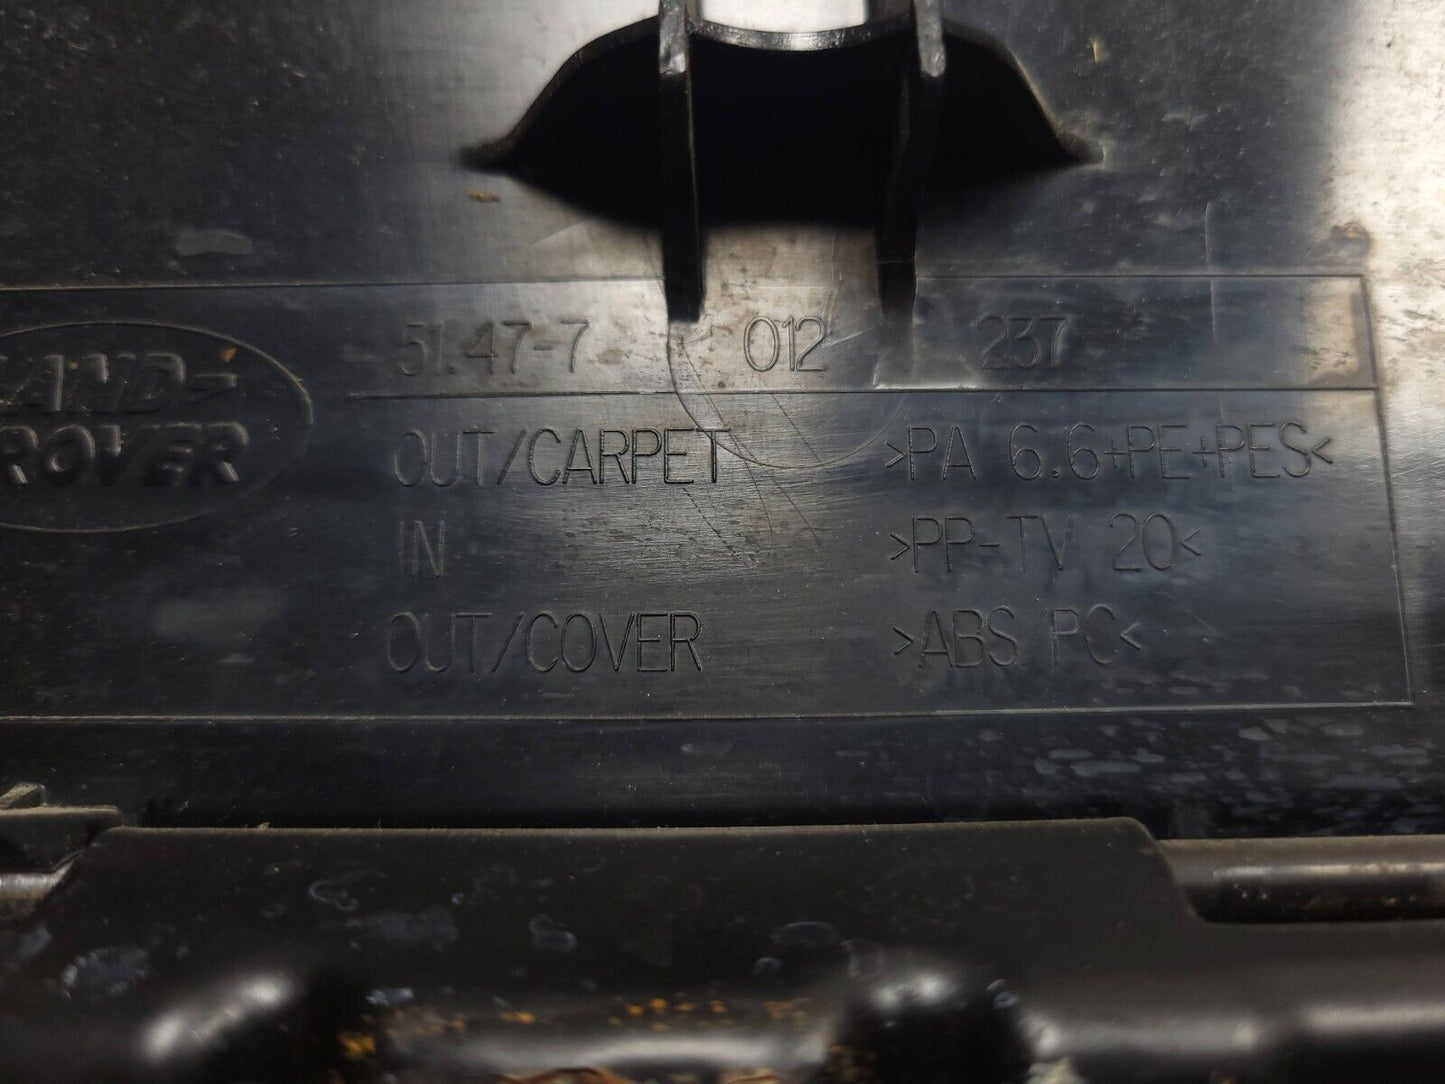 LAND
ROVER
51.47-7 012 237
OUT/CARPET >PA 6.6+PE+PES<
IN >PP-TV 20<
OUT/COVER >ABS/PC<